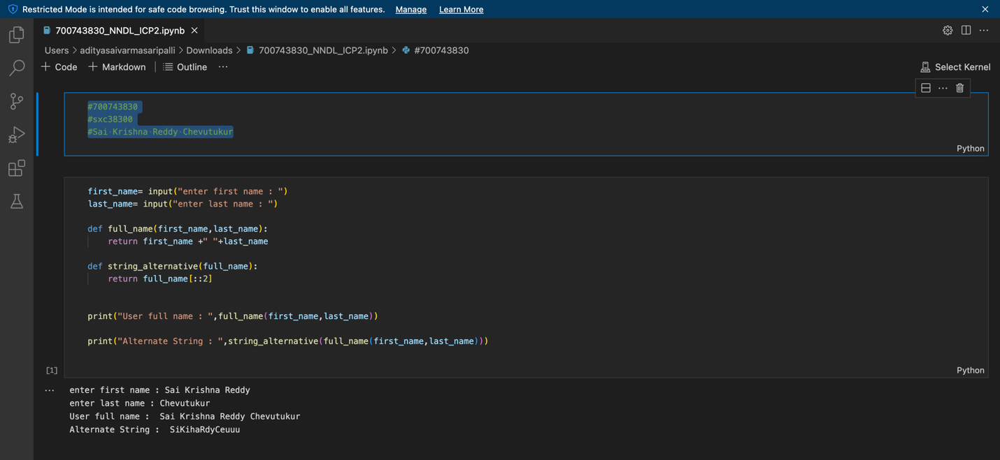 Restricted Mode is intended for safe code browsing. Trust this window to enable all features. Manage Learn More
700743830_NNDL_ICP2.ipynb
Users > adityasaivarmasaripalli > Downloads > 700743830_NNDL_ICP2.ipynb > #700743830
+ Code + Markdown | Outline ... Select Kernel
#700743830
#sxc38300
#Sai·Krishna·Reddy·Chevutukur
Python
first_name= input("enter first name : ")
last_name= input("enter last name : ")
def full_name(first_name,last_name):
    return first_name +" "+last_name
def string_alternative(full_name):
    return full_name[::2]
print("User full name : ",full_name(first_name,last_name))
print("Alternate String : ",string_alternative(full_name(first_name,last_name)))
[1] Python
... enter first name : Sai Krishna Reddy
enter last name : Chevutukur
User full name :  Sai Krishna Reddy Chevutukur
Alternate String :  SiKihaRdyCeuuu